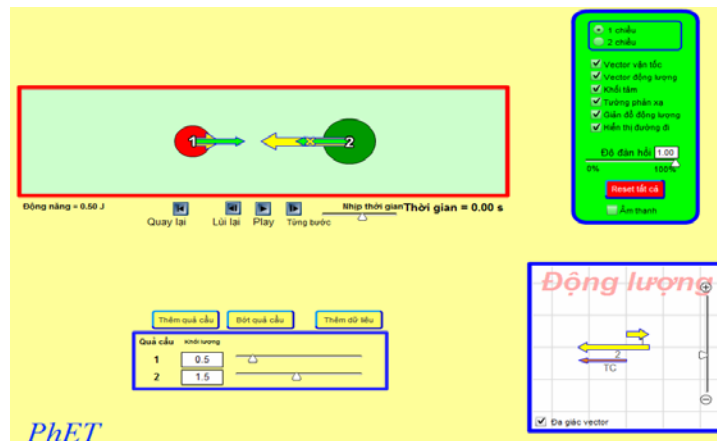 1 chiều
2 chiều
Vector vận tốc
Vector động lượng
Khối tâm
Tường phản xạ
Giản đồ động lượng
Hiển thị đường đi
Độ đàn hồi 1.00
0% 100%
Reset tất cả
Âm thanh
1 2
Động năng = 0.50 J
Quay lại Lùi lại Play Từng bước
Nhịp thời gian Thời gian = 0.00 s
Thêm quả cầu Bớt quả cầu Thêm dữ liệu
Quả cầu Khối lượng
1 0.5
2 1.5
Động lượng
1
2
TC
Đa giác vector
PhET